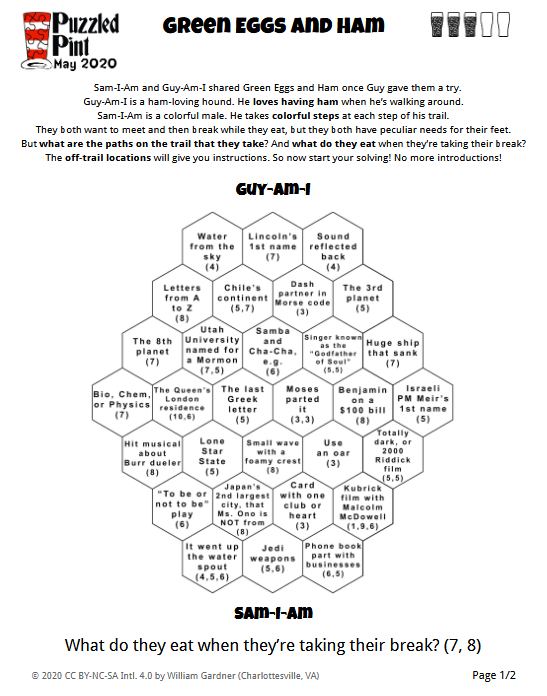 Puzzled
Pint
May 2020
Green Eggs and Ham
Sam-I-Am and Guy-Am-I shared Green Eggs and Ham once Guy gave them a try.
Guy-Am-I is a ham-loving hound. He loves having ham when he's walking around.
Sam-I-Am is a colorful male. He takes colorful steps at each step of his trail.
They both want to meet and then break while they eat, but they both have peculiar needs for their feet.
But what are the paths on the trail that they take? And what do they eat when they're taking their break?
The off-trail locations will give you instructions. So now start your solving! No more introductions!
Guy-Am-I
Water
from the
sky
(4)
Lincoln's
1st name
(7)
Sound
reflected
back
(4)
Letters
from A
to Z
(8)
Chile's
continent
(5,7)
Dash
partner in
Morse code
(3)
The 3rd
planet
(5)
The 8th
planet
(7)
Utah
University
named for
a Mormon
(7,5)
Samba
and
Cha-Cha,
e.g.
(6)
Singer known
as the
"Godfather
of Soul"
(5,5)
Huge ship
that sank
(7)
Bio, Chem,
or Physics
(7)
The Queen's
London
residence
(10,6)
The last
Greek
letter
(5)
Moses
parted
it
(3,3)
Benjamin
on a
$100 bill
(8)
Israeli
PM Meir's
1st name
(5)
Hit musical
about
Burr dueler
(8)
Lone
Star
State
(5)
Small wave
with a
foamy crest
(8)
Use
an oar
(3)
Totally
dark, or
2000
Riddick
film
(5,5)
"To be or
not to be"
play
(6)
Japan's
2nd largest
city, that
Ms. Ono is
NOT from
(8)
Card
with one
club or
heart
(3)
Kubrick
film with
Malcolm
McDowell
(1,9,6)
It went up
the water
spout
(4,5,6)
Jedi
weapons
(5,6)
Phone book
part with
businesses
(6,5)
Sam-I-Am
What do they eat when they're taking their break? (7, 8)
© 2020 CC BY-NC-SA Intl. 4.0 by William Gardner (Charlottesville, VA)
Page 1/2